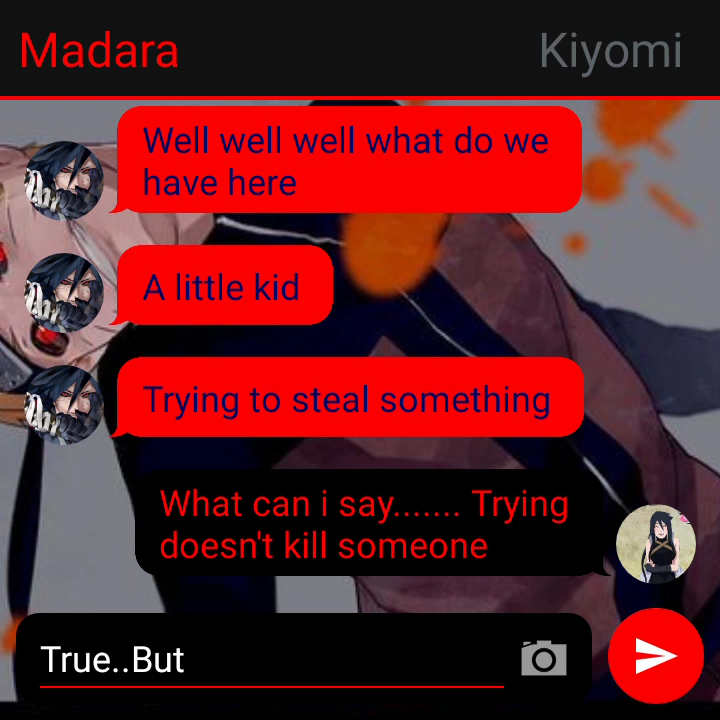 Madara
Kiyomi
Well well well what do we
have here
A little kid
Trying to steal something
What can i say....... Trying
doesn't kill someone
True..But